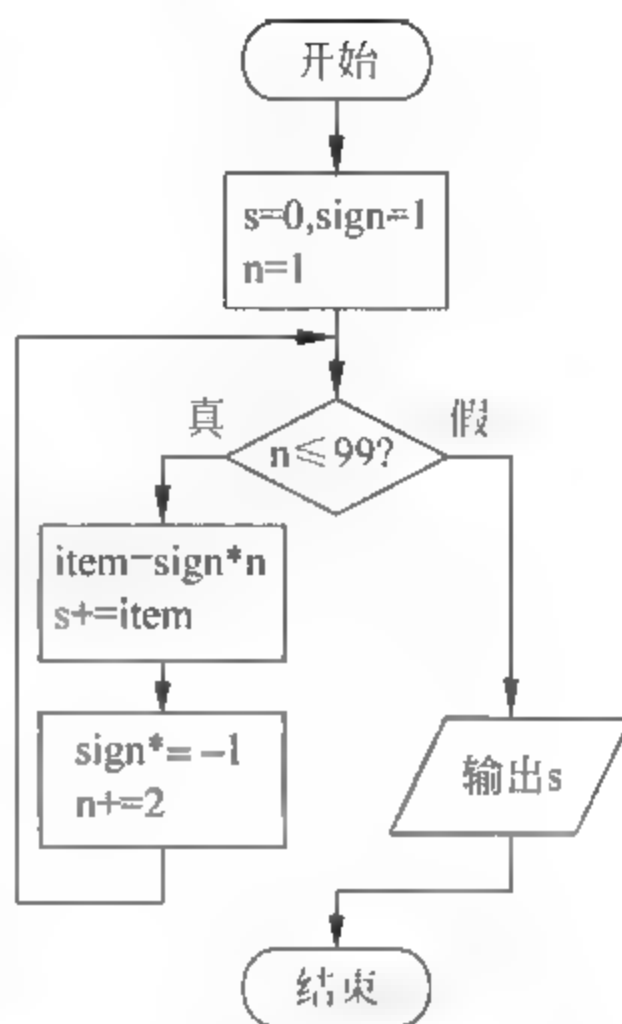 开始
s=0,sign=1
n=1
真
假
n≤99?
item=sign*n
s+=item
sign*=-1
n+=2
输出s
结束